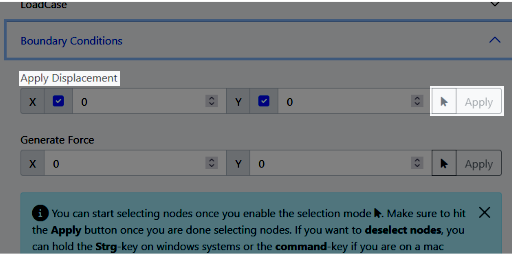 LoadCase
Boundary Conditions
Apply Displacement
X 0 Y 0 Apply
Generate Force
X 0 Y 0 Apply
You can start selecting nodes once you enable the selection mode . Make sure to hit
the Apply button once you are done selecting nodes. If you want to deselect nodes, you
can hold the Strg-key on windows systems or the command-key if you are on a mac